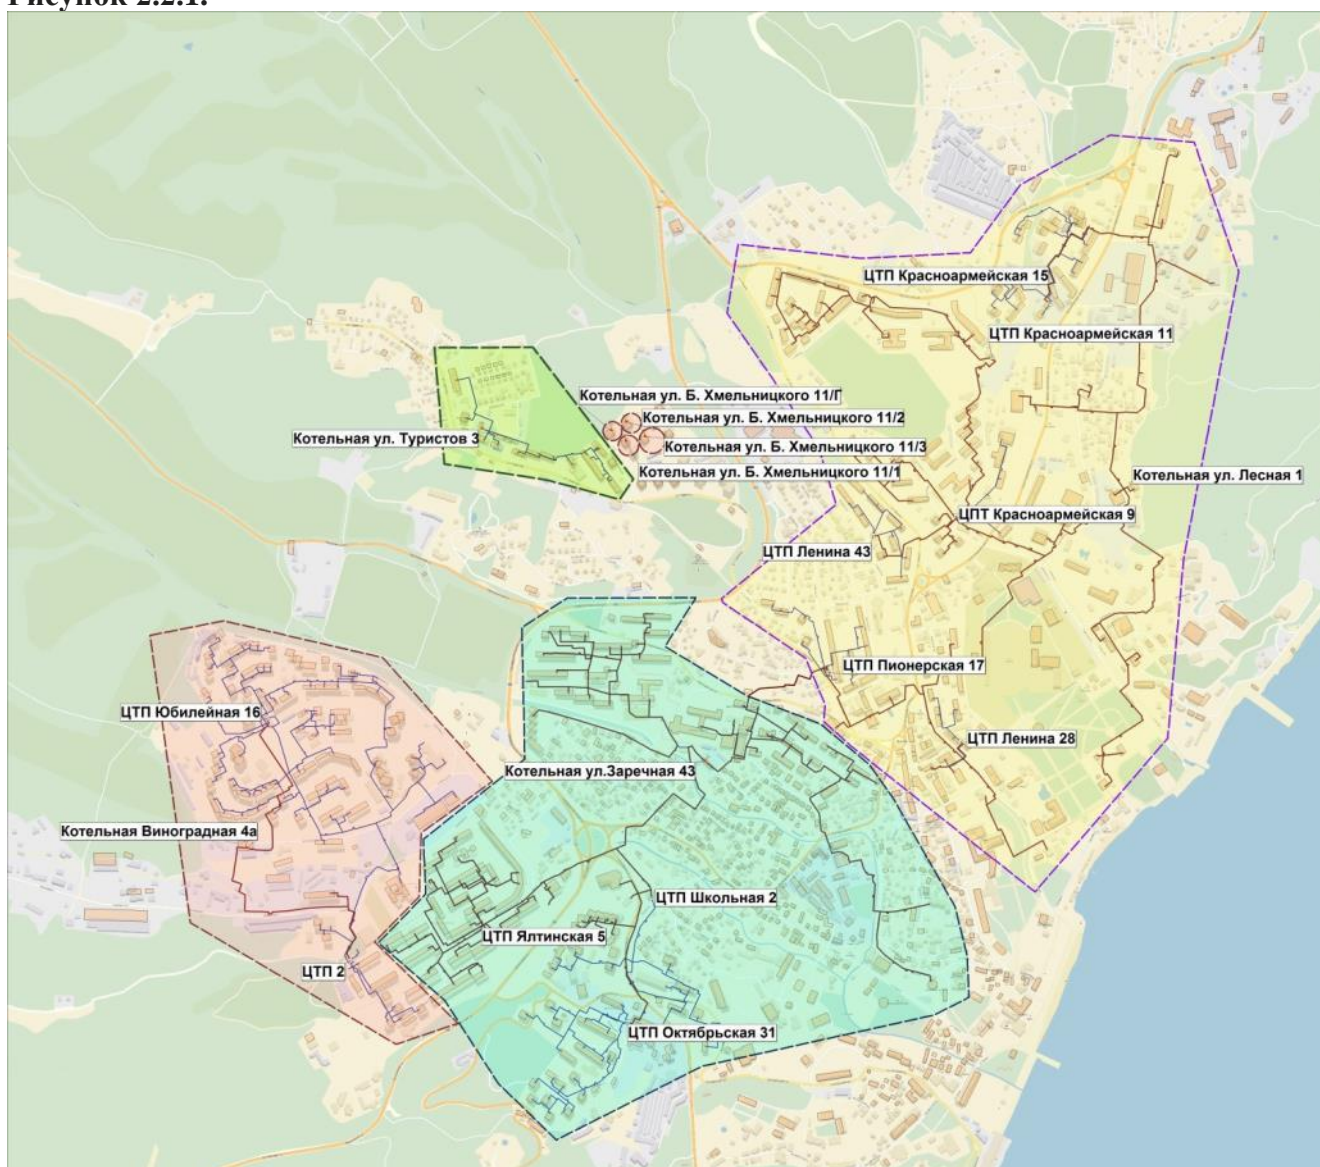 Рисунок 2.2.1.
ЦТП Красноармейская 15
ЦТП Красноармейская 11
Котельная ул. Б. Хмельницкого 11/Г
Котельная ул. Б. Хмельницкого 11/2
Котельная ул. Туристов 3
Котельная ул. Б. Хмельницкого 11/3
Котельная ул. Б. Хмельницкого 11/1
Котельная ул. Лесная 1
ЦПТ Красноармейская 9
ЦТП Ленина 43
ЦТП Пионерская 17
ЦТП Юбилейная 16
ЦТП Ленина 28
Котельная ул.Заречная 43
Котельная Виноградная 4а
ЦТП Школьная 2
ЦТП Ялтинская 5
ЦТП 2
ЦТП Октябрьская 31